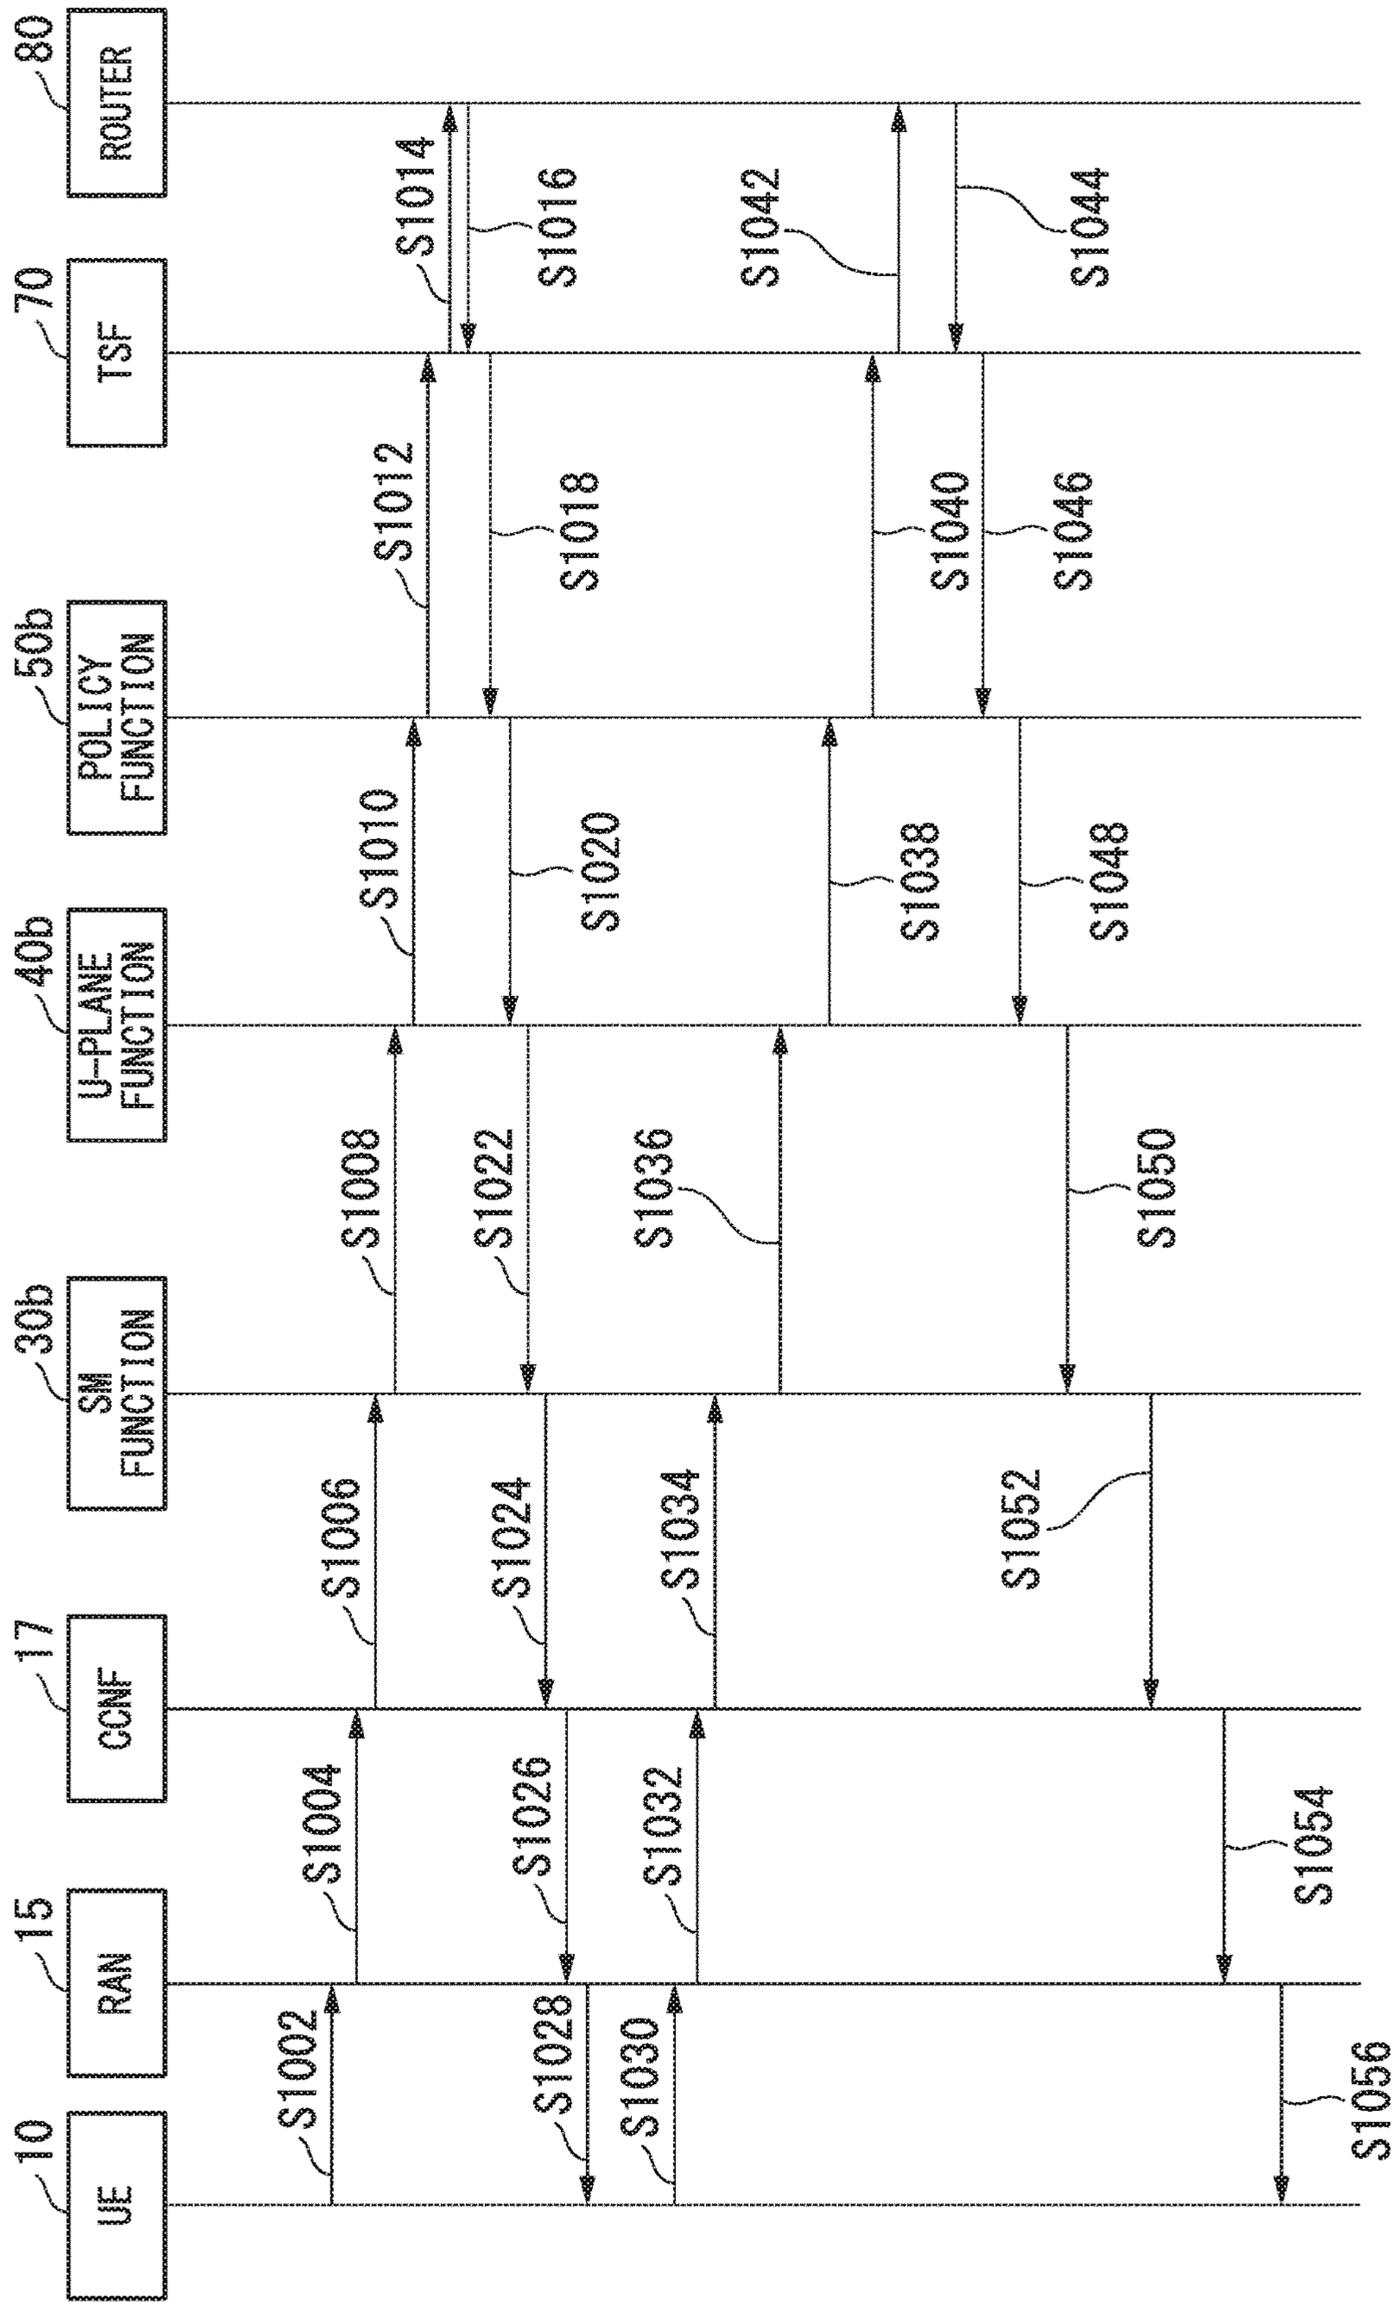 10
UE
15
RAN
17
CCNF
30b
SM
FUNCTION
40b
U-PLANE
FUNCTION
50b
POLICY
FUNCTION
70
TSF
80
ROUTER
S1002
S1004
S1006
S1008
S1010
S1012
S1014
S1016
S1018
S1020
S1022
S1024
S1026
S1028
S1030
S1032
S1034
S1036
S1038
S1040
S1042
S1044
S1046
S1048
S1050
S1052
S1054
S1056